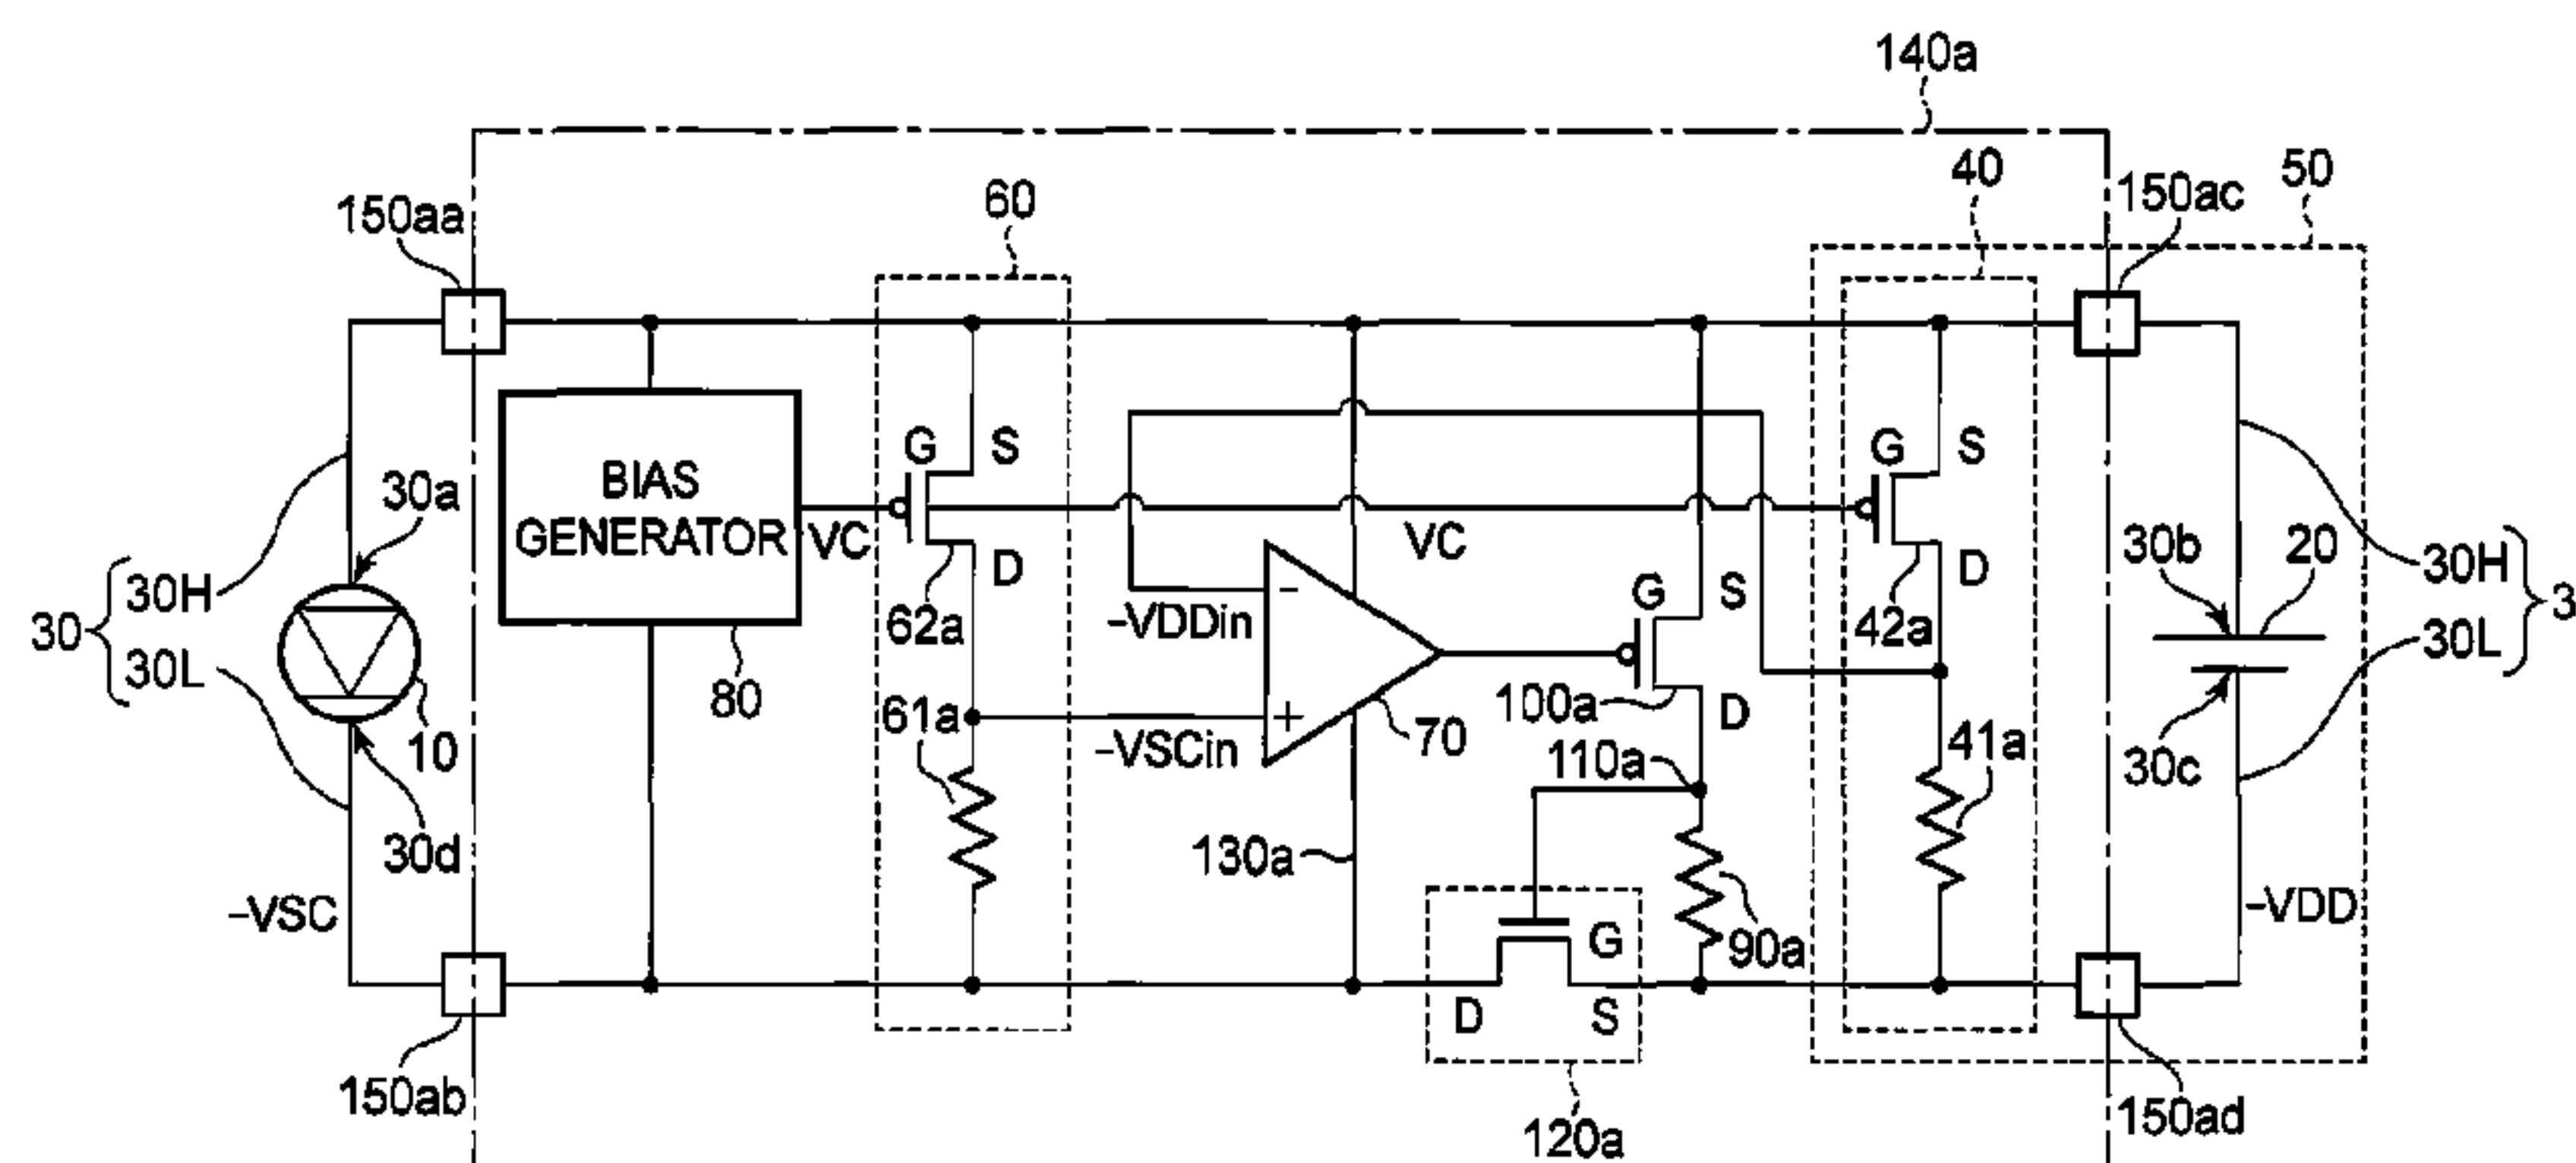 140a
40
50
60
150aa
150ac
G
S
G
S
30a
BIAS
GENERATOR
VC
VC
30b
20
30H
30
30L
30H
3
30L
D
G
S
D
-VDDin
62a
42a
80
61a
100a
D
10
-VSCin
70
110a
41a
30c
30d
130a
-VSC
G
90a
-VDD
D
S
150ab
120a
150ad
-
+